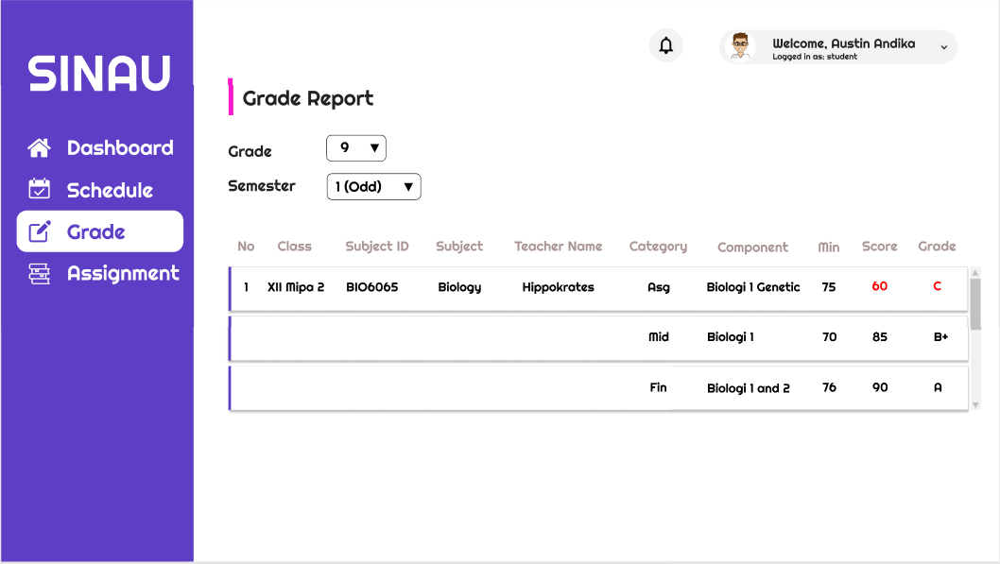 SINAU
Dashboard
Schedule
Grade
Assignment
Welcome, Austin Andika
Logged in as: student
Grade Report
Grade 9 ▼
Semester 1 (Odd) ▼
No Class Subject ID Subject Teacher Name Category Component Min Score Grade
1 XII Mipa 2 BIO6065 Biology Hippokrates Asg Biologi 1 Genetic 75 60 C
Mid Biologi 1 70 85 B+
Fin Biologi 1 and 2 76 90 A